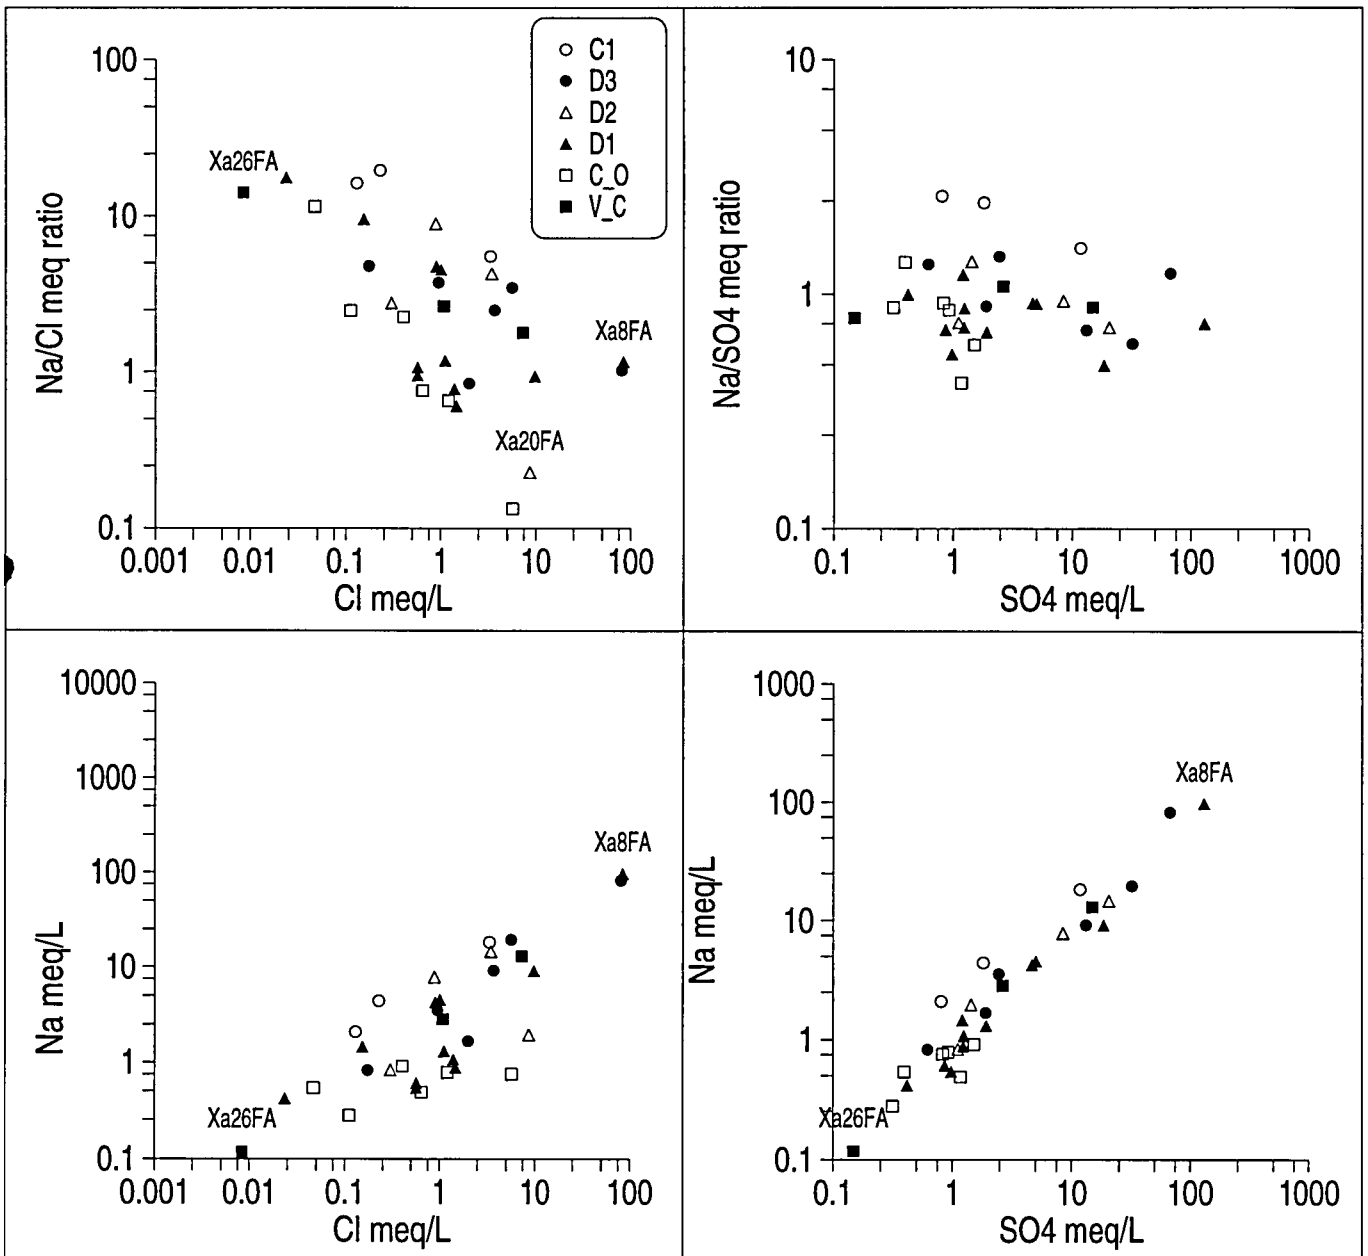 C1
D3
D2
D1
C_O
V_C
100
10
1
0.1
Na/Cl meq ratio
Xa26FA
Xa8FA
Xa20FA
0.001 0.01 0.1 1 10 100
Cl meq/L
10
1
0.1
Na/SO4 meq ratio
0.1 1 10 100 1000
SO4 meq/L
10000
1000
100
10
1
0.1
Na meq/L
Xa8FA
Xa26FA
0.001 0.01 0.1 1 10 100
Cl meq/L
1000
100
10
1
0.1
Na meq/L
Xa8FA
Xa26FA
0.1 1 10 100 1000
SO4 meq/L